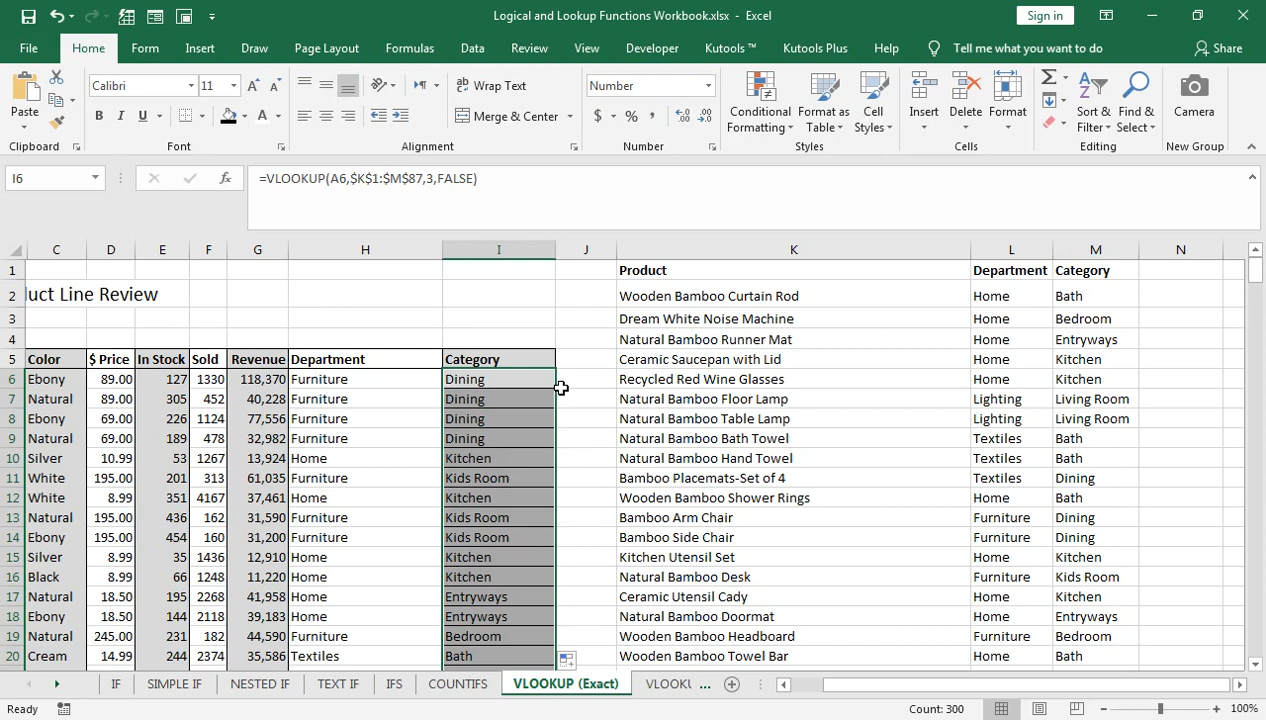 Logical and Lookup Functions Workbook.xlsx - Excel
Sign in
File Home Form Insert Draw Page Layout Formulas Data Review View Developer Kutools ™ Kutools Plus Help Tell me what you want to do Share
Paste
Calibri 11 A A
B I U A
Wrap Text
Merge & Center
Number
$ % ,
Conditional Formatting
Format as Table
Cell Styles
Insert Delete Format
Sort & Filter
Find & Select
Camera
Clipboard Font Alignment Number Styles Cells Editing New Group
I6 fx =VLOOKUP(A6,$K$1:$M$87,3,FALSE)
C D E F G H I J K L M N
1 Product Department Category
2 luct Line Review Wooden Bamboo Curtain Rod Home Bath
3 Dream White Noise Machine Home Bedroom
4 Natural Bamboo Runner Mat Home Entryways
5 Color $ Price In Stock Sold Revenue Department Category Ceramic Saucepan with Lid Home Kitchen
6 Ebony 89.00 127 1330 118,370 Furniture Dining Recycled Red Wine Glasses Home Kitchen
7 Natural 89.00 305 452 40,228 Furniture Dining Natural Bamboo Floor Lamp Lighting Living Room
8 Ebony 69.00 226 1124 77,556 Furniture Dining Natural Bamboo Table Lamp Lighting Living Room
9 Natural 69.00 189 478 32,982 Furniture Dining Natural Bamboo Bath Towel Textiles Bath
10 Silver 10.99 53 1267 13,924 Home Kitchen Natural Bamboo Hand Towel Textiles Bath
11 White 195.00 201 313 61,035 Furniture Kids Room Bamboo Placemats-Set of 4 Textiles Dining
12 White 8.99 351 4167 37,461 Home Kitchen Wooden Bamboo Shower Rings Home Bath
13 Natural 195.00 436 162 31,590 Furniture Kids Room Bamboo Arm Chair Furniture Dining
14 Ebony 195.00 454 160 31,200 Furniture Kids Room Bamboo Side Chair Furniture Dining
15 Silver 8.99 35 1436 12,910 Home Kitchen Kitchen Utensil Set Home Kitchen
16 Black 8.99 66 1248 11,220 Home Kitchen Natural Bamboo Desk Furniture Kids Room
17 Natural 18.50 195 2268 41,958 Home Entryways Ceramic Utensil Cady Home Kitchen
18 Ebony 18.50 144 2118 39,183 Home Entryways Natural Bamboo Doormat Home Entryways
19 Natural 245.00 231 182 44,590 Furniture Bedroom Wooden Bamboo Headboard Furniture Bedroom
20 Cream 14.99 244 2374 35,586 Textiles Bath Wooden Bamboo Towel Bar Home Bath
IF SIMPLE IF NESTED IF TEXT IF IFS COUNTIFS VLOOKUP (Exact) VLOOKU ...
Ready Count: 300 100%